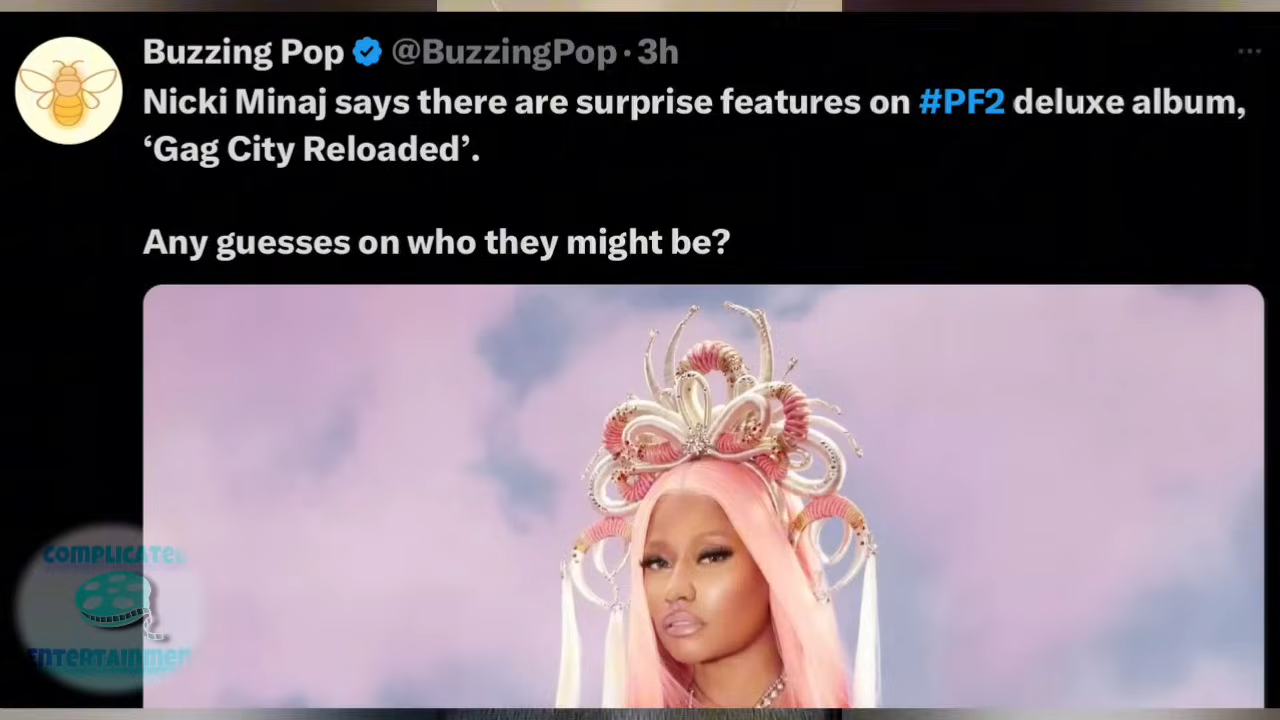 Buzzing Pop @BuzzingPop · 3h
Nicki Minaj says there are surprise features on #PF2 deluxe album,
‘Gag City Reloaded’.
Any guesses on who they might be?
COMPLICATED
ENTERTAINMENT